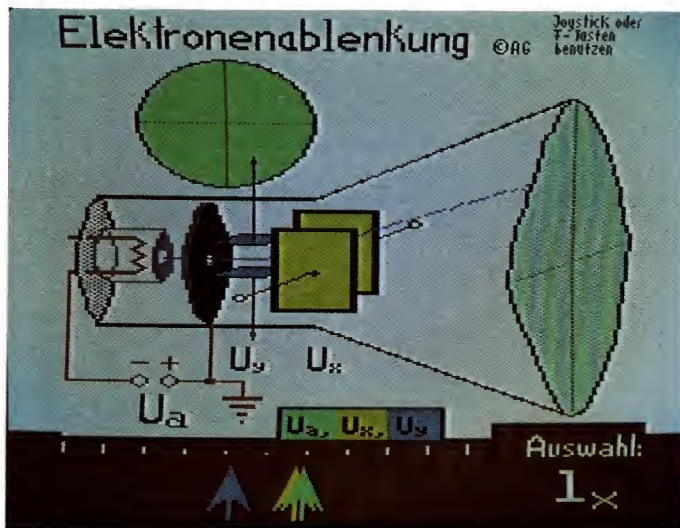 Elektronenablenkung ©AG
Joystick oder
F-Tasten
benutzen
- +
Uy Ux
Ua
Ua, Ux, Uy
Auswahl:
1x